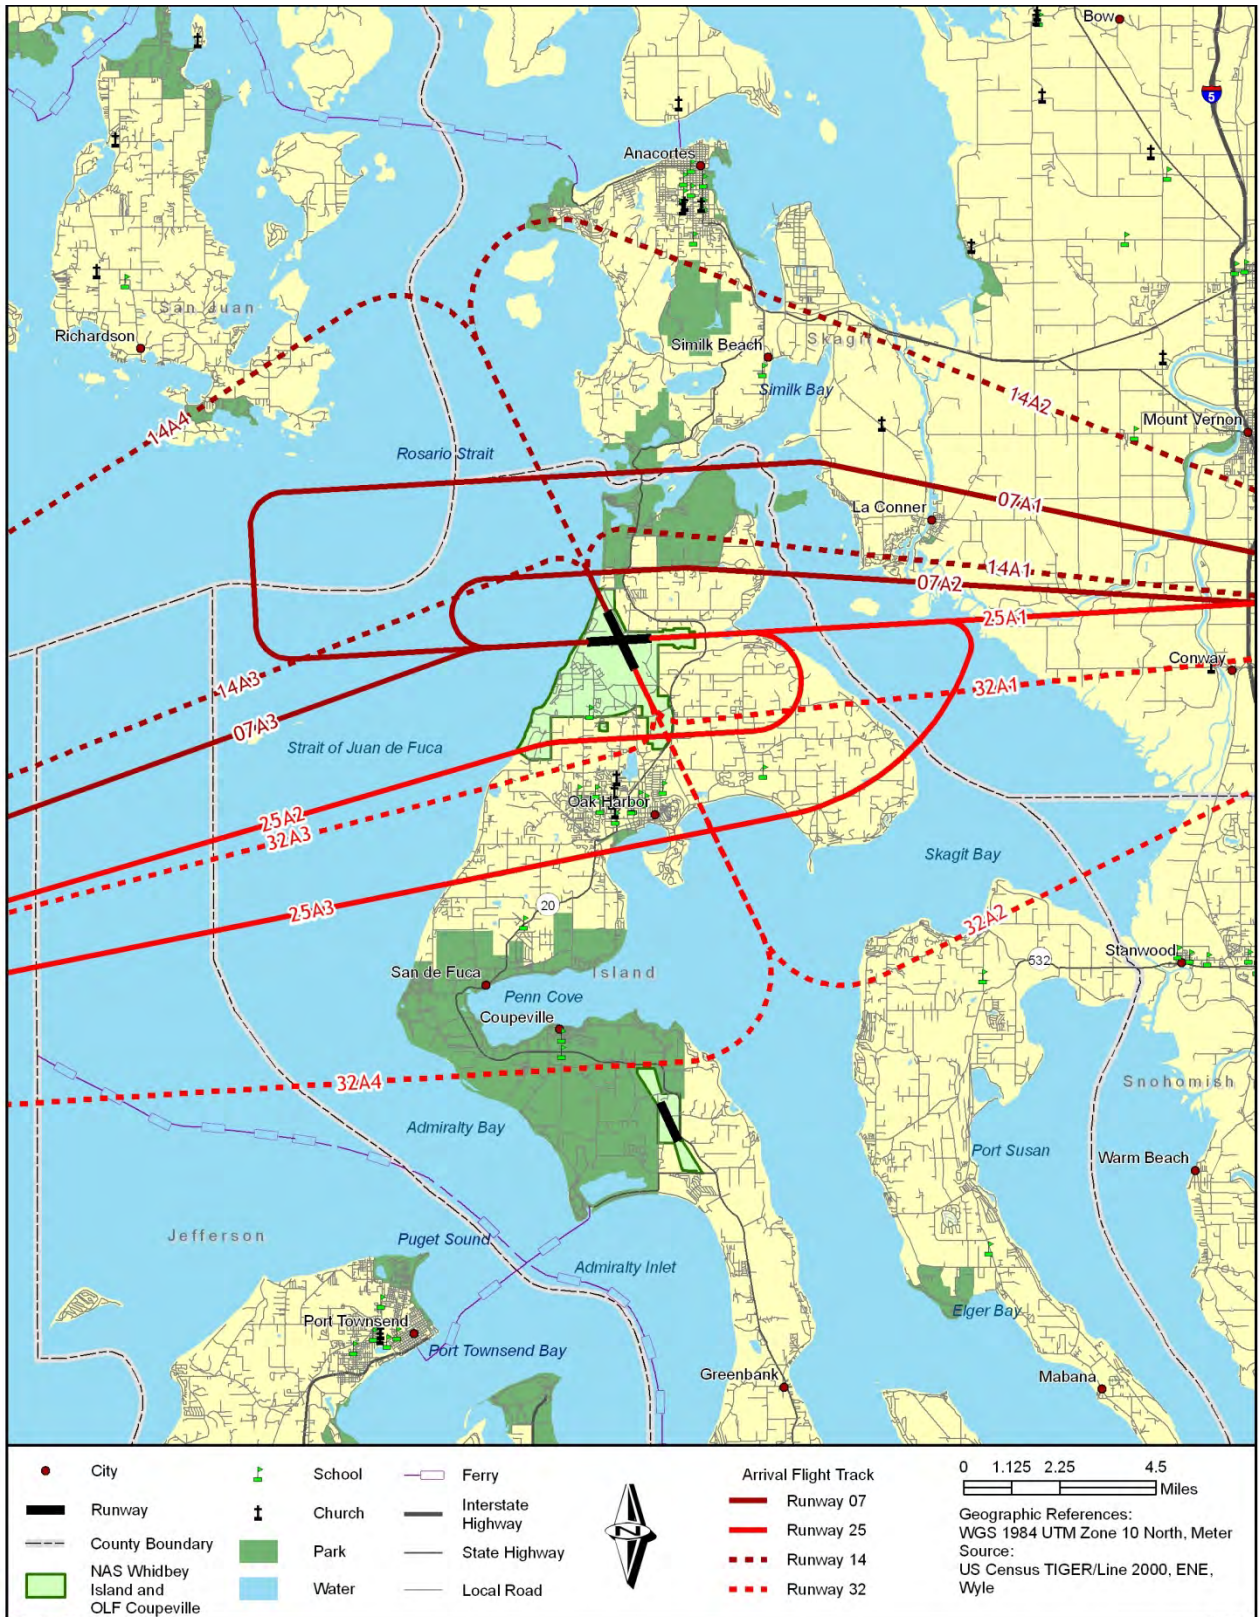 Bow
5
Anacortes
San Juan
Richardson
Similk Beach
Skagit
Similk Bay
14A4
14A2
Mount Vernon
Rosario Strait
07A1
La Conner
14A1
07A2
25A1
Conway
14A3
32A1
07A3
Strait of Juan de Fuca
25A2
Oak Harbor
32A3
Skagit Bay
20
25A3
32A2
Stanwood
532
San de Fuca
Island
Penn Cove
Coupeville
32A4
Snohomish
Admiralty Bay
Port Susan
Warm Beach
Jefferson
Puget Sound
Admiralty Inlet
Elger Bay
Port Townsend
Port Townsend Bay
Greenbank
Mabana
City
Runway
County Boundary
NAS Whidbey
Island and
OLF Coupeville
School
Church
Park
Water
Ferry
Interstate
Highway
State Highway
Local Road
N
Arrival Flight Track
Runway 07
Runway 25
Runway 14
Runway 32
0 1.125 2.25 4.5
Miles
Geographic References:
WGS 1984 UTM Zone 10 North, Meter
Source:
US Census TIGER/Line 2000, ENE,
Wyle